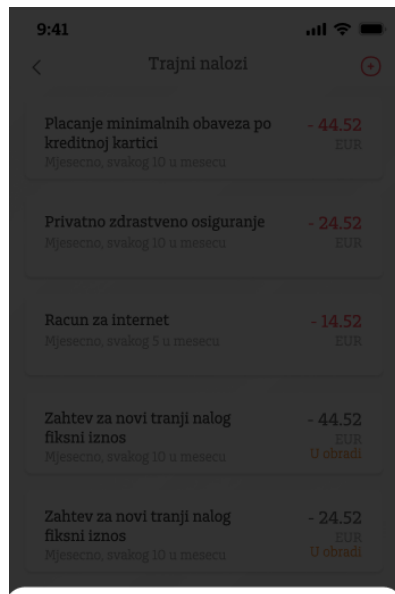 9:41
Trajni nalozi
Placanje minimalnih obaveza po - 44.52
kreditnoj kartici EUR
Mjesecno, svakog 10 u mesecu
Privatno zdrastveno osiguranje - 24.52
Mjesecno, svakog 10 u mesecu EUR
Racun za internet - 14.52
Mjesecno, svakog 5 u mesecu EUR
Zahtev za novi tranji nalog - 44.52
fiksni iznos EUR
Mjesecno, svakog 10 u mesecu U obradi
Zahtev za novi tranji nalog - 24.52
fiksni iznos EUR
Mjesecno, svakog 10 u mesecu U obradi